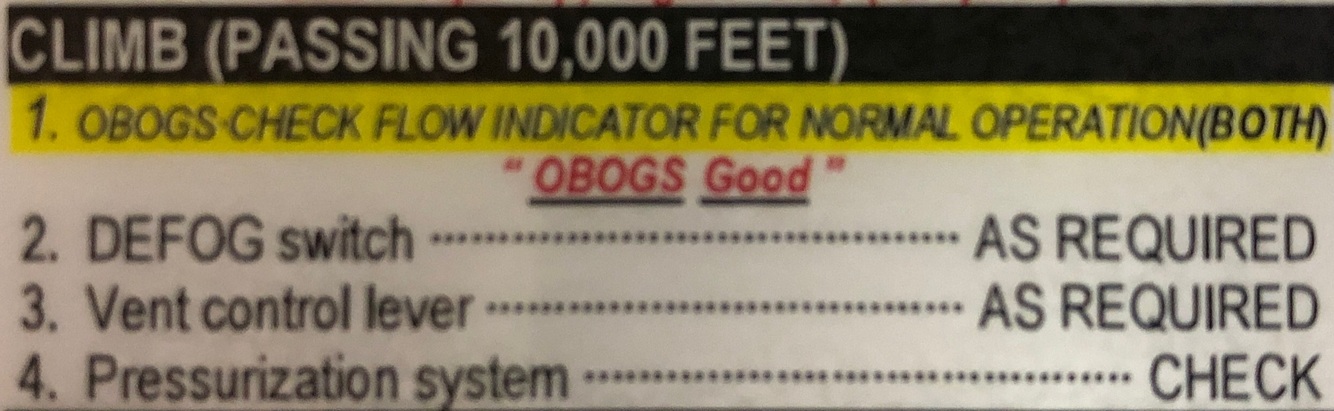 CLIMB (PASSING 10,000 FEET)
1. OBOGS-CHECK FLOW INDICATOR FOR NORMAL OPERATION(BOTH)
" OBOGS Good "
2. DEFOG switch ........................................ AS REQUIRED
3. Vent control lever .................................... AS REQUIRED
4. Pressurization system ........................................ CHECK